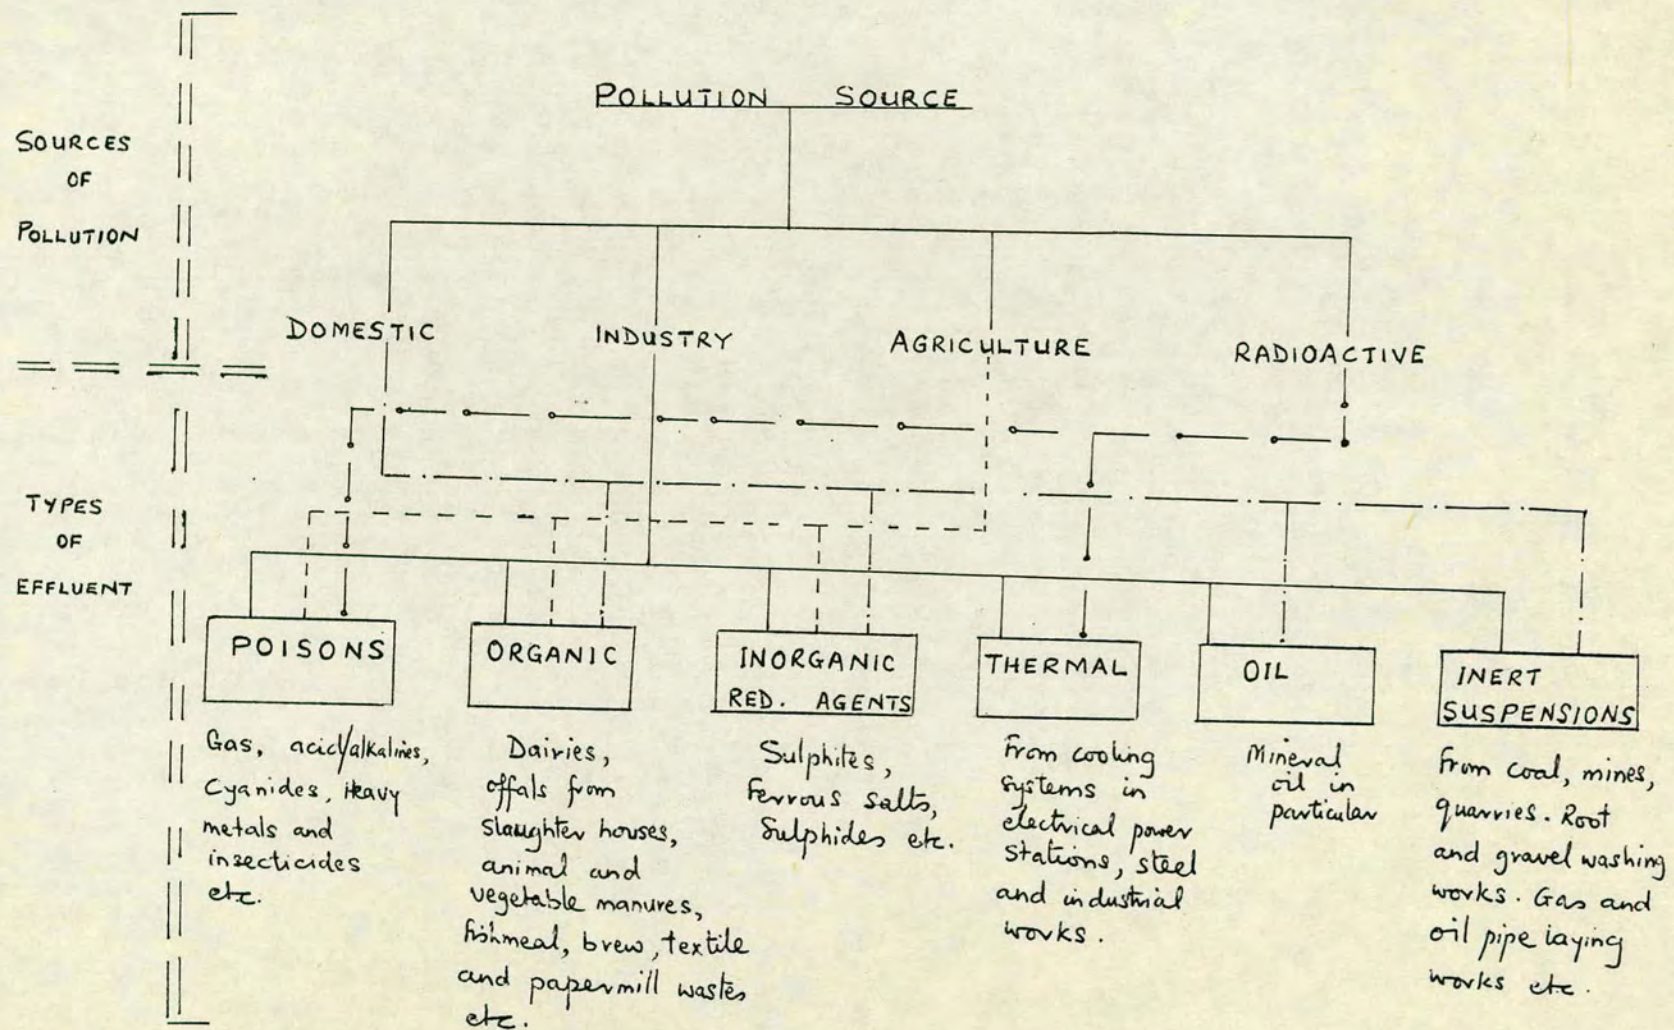 POLLUTION SOURCE
SOURCES
OF
POLLUTION
DOMESTIC
INDUSTRY
AGRICULTURE
RADIOACTIVE
TYPES
OF
EFFLUENT
POISONS
Gas, acid/alkalines,
Cyanides, Heavy
metals and
insecticides
etc.
ORGANIC
Dairies,
offals from
slaughter houses,
animal and
vegetable manures,
fishmeal, brew, textile
and papermill wastes
etc.
INORGANIC
RED. AGENTS
Sulphites,
Ferrous salts,
Sulphides etc.
THERMAL
From cooling
systems in
electrical power
stations, steel
and industrial
works.
OIL
Mineral
oil in
particular
INERT
SUSPENSIONS
From coal, mines,
quarries. Root
and gravel washing
works. Gas and
oil pipe laying
works etc.